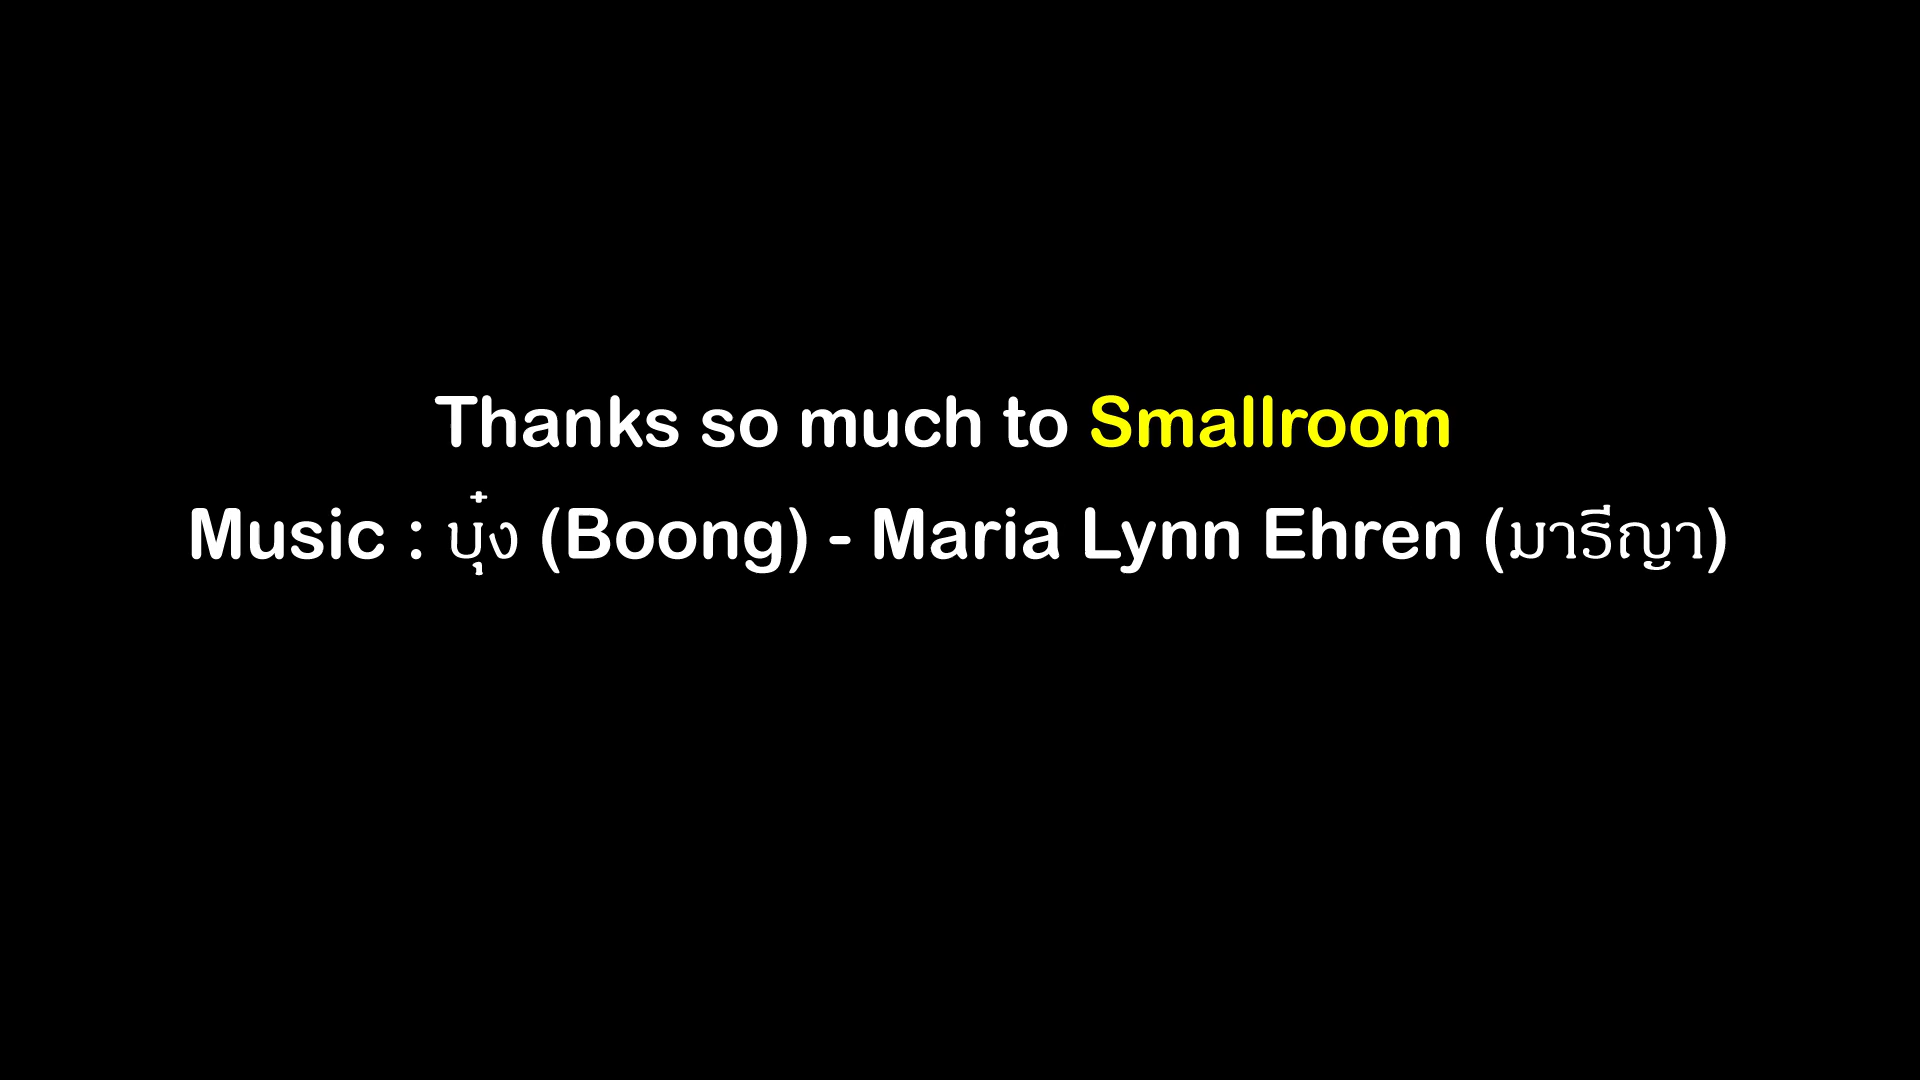 Thanks so much to Smallroom
Music : บุ๋ง (Boong) - Maria Lynn Ehren (มารีญา)